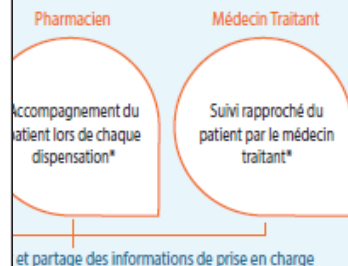 Pharmacien
Médecin Traitant
Accompagnement du
patient lors de chaque
dispensation*
Suivi rapproché du
patient par le médecin
traitant*
et partage des informations de prise en charge